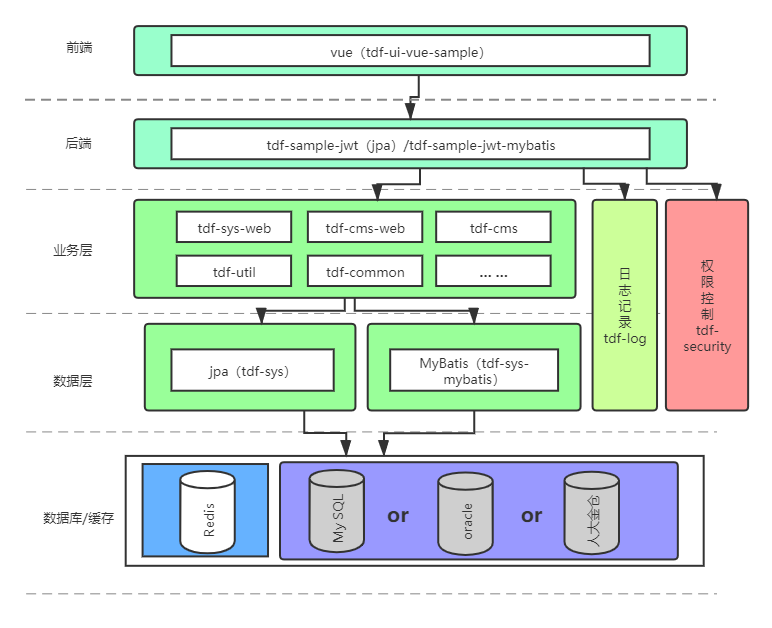 前端
vue（tdf-ui-vue-sample）
后端
tdf-sample-jwt（jpa）/tdf-sample-jwt-mybatis
业务层
tdf-sys-web
tdf-cms-web
tdf-cms
tdf-util
tdf-common
... ...
日
志
记
录
tdf-log
权
限
控
制
tdf-
security
数据层
jpa（tdf-sys）
MyBatis（tdf-sys-
mybatis）
数据库/缓存
Redis
My SQL
or
oracle
or
人大金仓